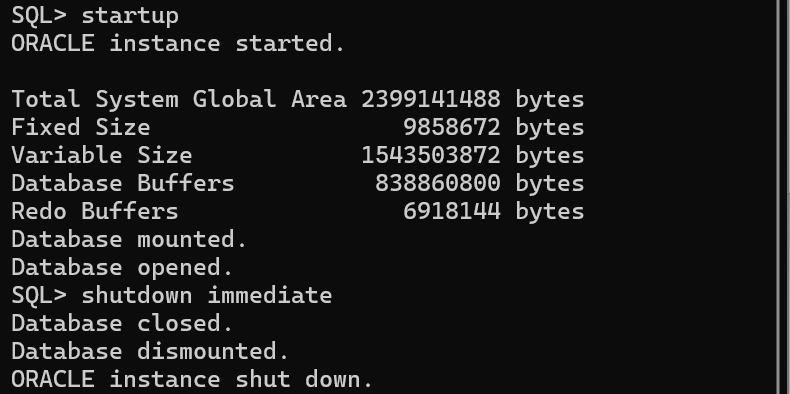 SQL> startup
ORACLE instance started.

Total System Global Area 2399141488 bytes
Fixed Size                  9858672 bytes
Variable Size            1543503872 bytes
Database Buffers          838860800 bytes
Redo Buffers                6918144 bytes
Database mounted.
Database opened.
SQL> shutdown immediate
Database closed.
Database dismounted.
ORACLE instance shut down.